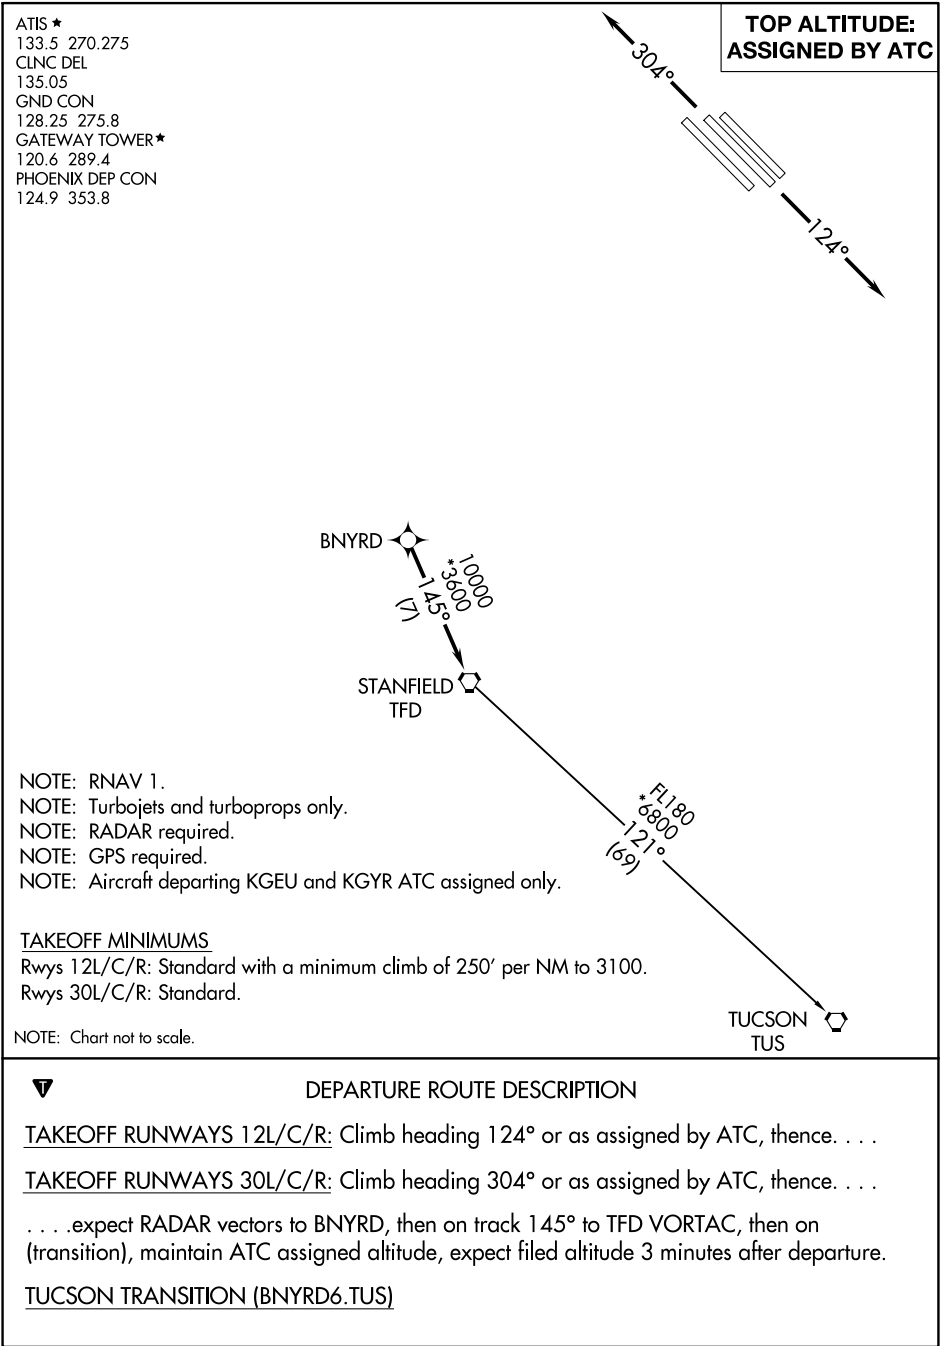 ATIS ★
133.5 270.275
CLNC DEL
135.05
GND CON
128.25 275.8
GATEWAY TOWER★
120.6 289.4
PHOENIX DEP CON
124.9 353.8
TOP ALTITUDE:
ASSIGNED BY ATC
304°
124°
BNYRD
10000
*3600
145°
(7)
STANFIELD
TFD
FL180
*6800
121°
(69)
NOTE: RNAV 1.
NOTE: Turbojets and turboprops only.
NOTE: RADAR required.
NOTE: GPS required.
NOTE: Aircraft departing KGEU and KGYR ATC assigned only.
TAKEOFF MINIMUMS
Rwys 12L/C/R: Standard with a minimum climb of 250' per NM to 3100.
Rwys 30L/C/R: Standard.
NOTE: Chart not to scale.
TUCSON
TUS
T
DEPARTURE ROUTE DESCRIPTION
TAKEOFF RUNWAYS 12L/C/R: Climb heading 124° or as assigned by ATC, thence. . . .
TAKEOFF RUNWAYS 30L/C/R: Climb heading 304° or as assigned by ATC, thence. . . .
. . . .expect RADAR vectors to BNYRD, then on track 145° to TFD VORTAC, then on
(transition), maintain ATC assigned altitude, expect filed altitude 3 minutes after departure.
TUCSON TRANSITION (BNYRD6.TUS)